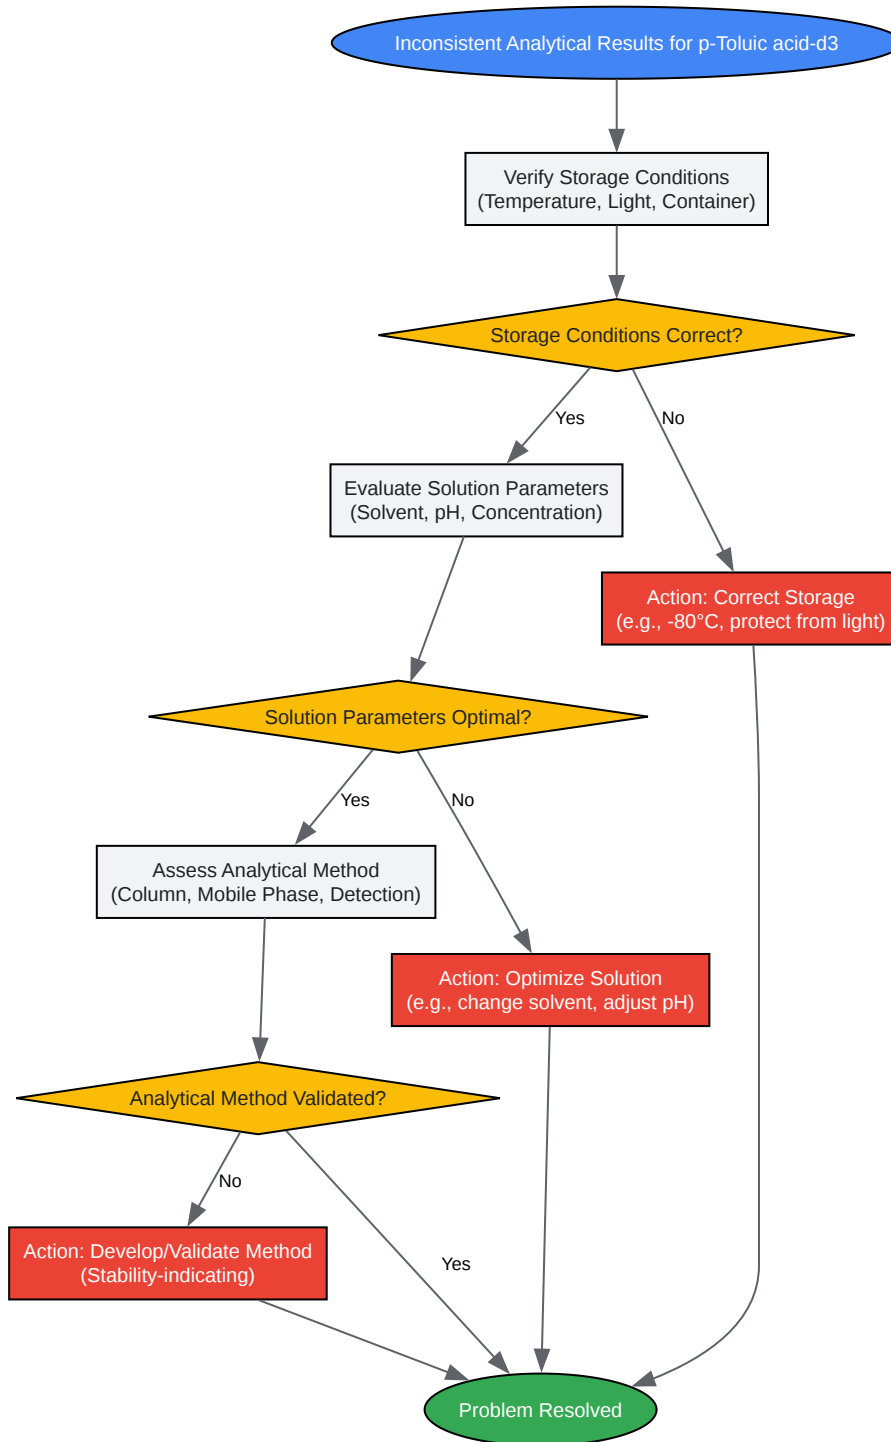 Inconsistent Analytical Results for p-Toluic acid-d3
Verify Storage Conditions
(Temperature, Light, Container)
Storage Conditions Correct?
Yes
No
Evaluate Solution Parameters
(Solvent, pH, Concentration)
Action: Correct Storage
(e.g., -80°C, protect from light)
Solution Parameters Optimal?
Yes
No
Assess Analytical Method
(Column, Mobile Phase, Detection)
Action: Optimize Solution
(e.g., change solvent, adjust pH)
Analytical Method Validated?
No
Action: Develop/Validate Method
(Stability-indicating)
Yes
Problem Resolved